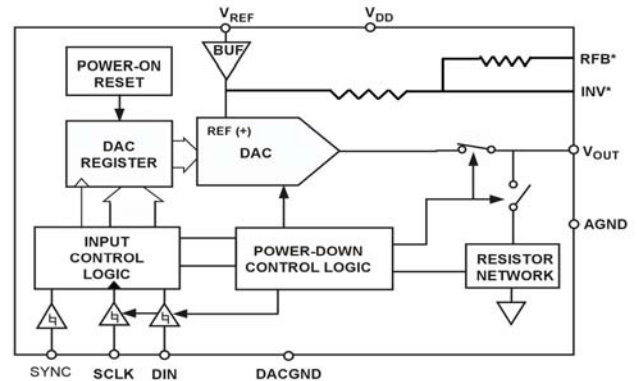 VREF
VDD
BUF
POWER-ON
RESET
RFB*
INV*
REF (+)
DAC
REGISTER
DAC
VOUT
AGND
INPUT
CONTROL
LOGIC
POWER-DOWN
CONTROL LOGIC
RESISTOR
NETWORK
SYNC
SCLK
DIN
DACGND